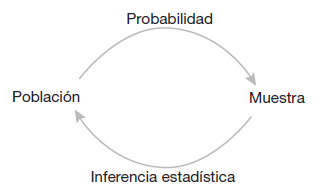 Probabilidad
Población
Muestra
Inferencia estadística